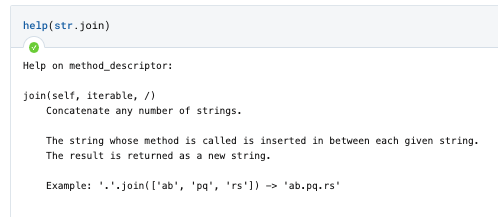 help(str.join)
Help on method_descriptor:
join(self, iterable, /)
Concatenate any number of strings.
The string whose method is called is inserted in between each given string.
The result is returned as a new string.
Example: '.'.join(['ab', 'pq', 'rs']) -> 'ab.pq.rs'